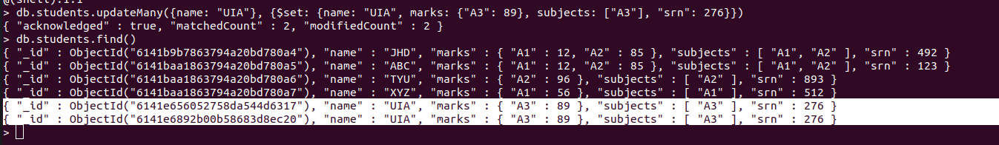 @(shell):1:1
> db.students.updateMany({name: "UIA"}, {$set: {name: "UIA", marks: {"A3": 89}, subjects: ["A3"], "srn": 276}})
{ "acknowledged" : true, "matchedCount" : 2, "modifiedCount" : 2 }
> db.students.find()
{ "_id" : ObjectId("6141b9b7863794a20bd780a4"), "name" : "JHD", "marks" : { "A1" : 12, "A2" : 85 }, "subjects" : [ "A1", "A2" ], "srn" : 492 }
{ "_id" : ObjectId("6141baa1863794a20bd780a5"), "name" : "ABC", "marks" : { "A1" : 12, "A2" : 85 }, "subjects" : [ "A1", "A2" ], "srn" : 123 }
{ "_id" : ObjectId("6141baa1863794a20bd780a6"), "name" : "TYU", "marks" : { "A2" : 96 }, "subjects" : [ "A2" ], "srn" : 893 }
{ "_id" : ObjectId("6141baa1863794a20bd780a7"), "name" : "XYZ", "marks" : { "A1" : 56 }, "subjects" : [ "A1" ], "srn" : 512 }
{ "_id" : ObjectId("6141e656052758da544d6317"), "name" : "UIA", "marks" : { "A3" : 89 }, "subjects" : [ "A3" ], "srn" : 276 }
{ "_id" : ObjectId("6141e6892b00b58683d8ec20"), "name" : "UIA", "marks" : { "A3" : 89 }, "subjects" : [ "A3" ], "srn" : 276 }
>